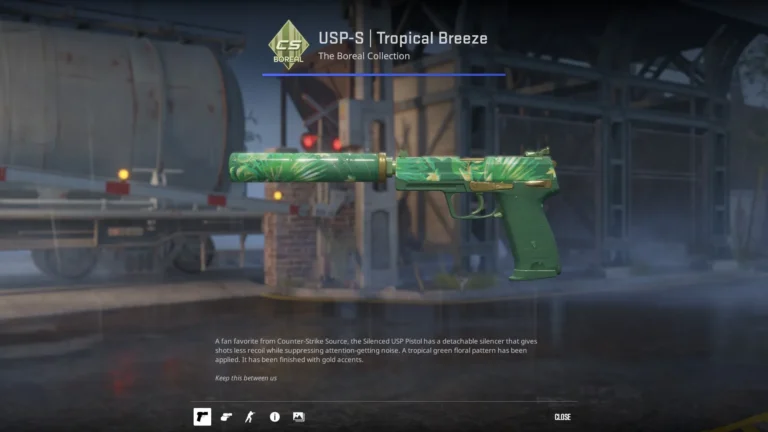 CS
BOREAL
USP-S | Tropical Breeze
The Boreal Collection
A fan favorite from Counter-Strike Source, the Silenced USP Pistol has a detachable silencer that gives
shots less recoil while suppressing attention-getting noise. A tropical green floral pattern has been
applied. It has been finished with gold accents.
Keep this between us
CLOSE